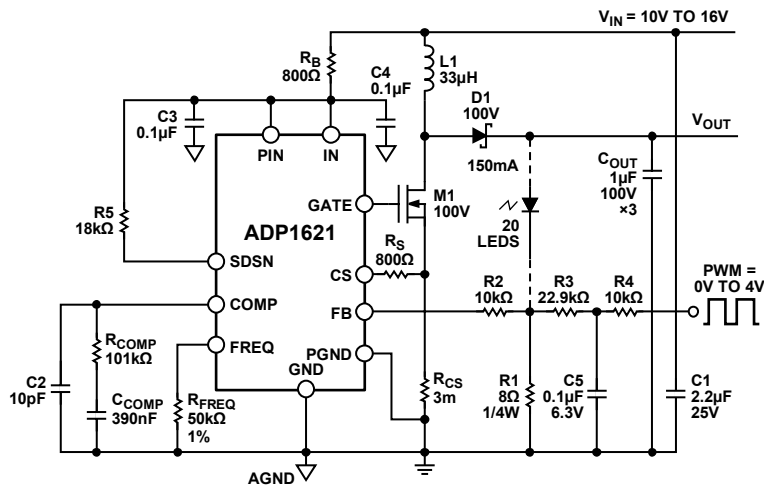 V_IN = 10V TO 16V
R_B
800Ω
C4
0.1µF
L1
33µH
C3
0.1µF
D1
100V
V_OUT
PIN
IN
150mA
C_OUT
1µF
100V
×3
GATE
M1
100V
R5
18kΩ
ADP1621
20
LEDS
R_S
800Ω
PWM =
0V TO 4V
SDSN
CS
R2
10kΩ
R3
22.9kΩ
R4
10kΩ
COMP
FB
R_COMP
101kΩ
FREQ
PGND
GND
C2
10pF
C_COMP
390nF
R_FREQ
50kΩ
1%
R_CS
3m
R1
8Ω
1/4W
C5
0.1µF
6.3V
C1
2.2µF
25V
AGND